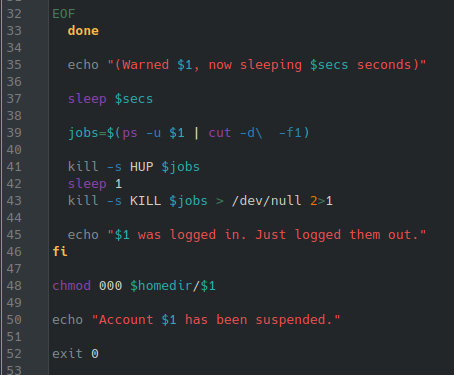 32 EOF
33   done
34
35   echo "(Warned $1, now sleeping $secs seconds)"
36
37   sleep $secs
38
39   jobs=$(ps -u $1 | cut -d\  -f1)
40
41   kill -s HUP $jobs
42   sleep 1
43   kill -s KILL $jobs > /dev/null 2>1
44
45   echo "$1 was logged in. Just logged them out."
46 fi
47
48 chmod 000 $homedir/$1
49
50 echo "Account $1 has been suspended."
51
52 exit 0
53